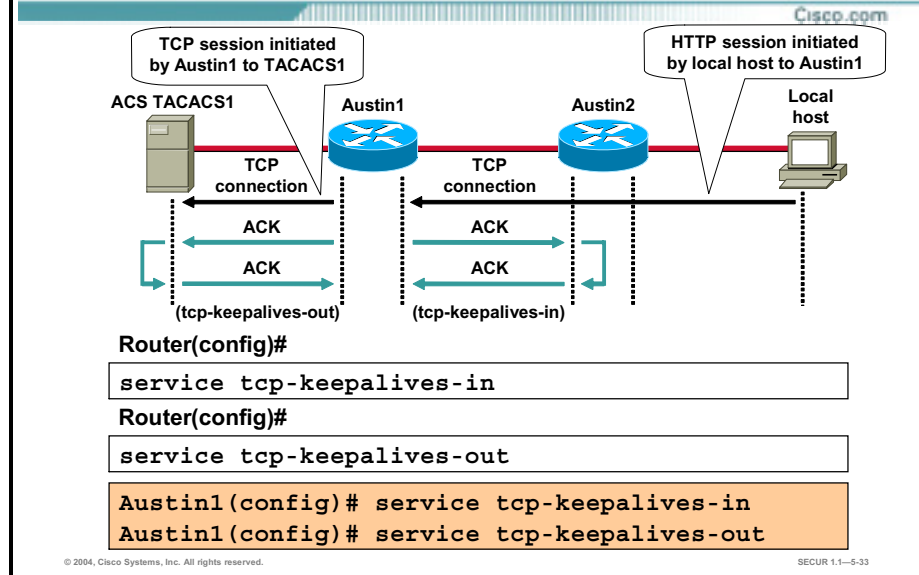 Cisco.com
TCP session initiated
by Austin1 to TACACS1
HTTP session initiated
by local host to Austin1
ACS TACACS1
Austin1
Austin2
Local
host
TCP
connection
TCP
connection
ACK
ACK
ACK
ACK
(tcp-keepalives-out)
(tcp-keepalives-in)
Router(config)#
service tcp-keepalives-in
Router(config)#
service tcp-keepalives-out
Austin1(config)# service tcp-keepalives-in
Austin1(config)# service tcp-keepalives-out
© 2004, Cisco Systems, Inc. All rights reserved.
SECUR 1.1—5-33